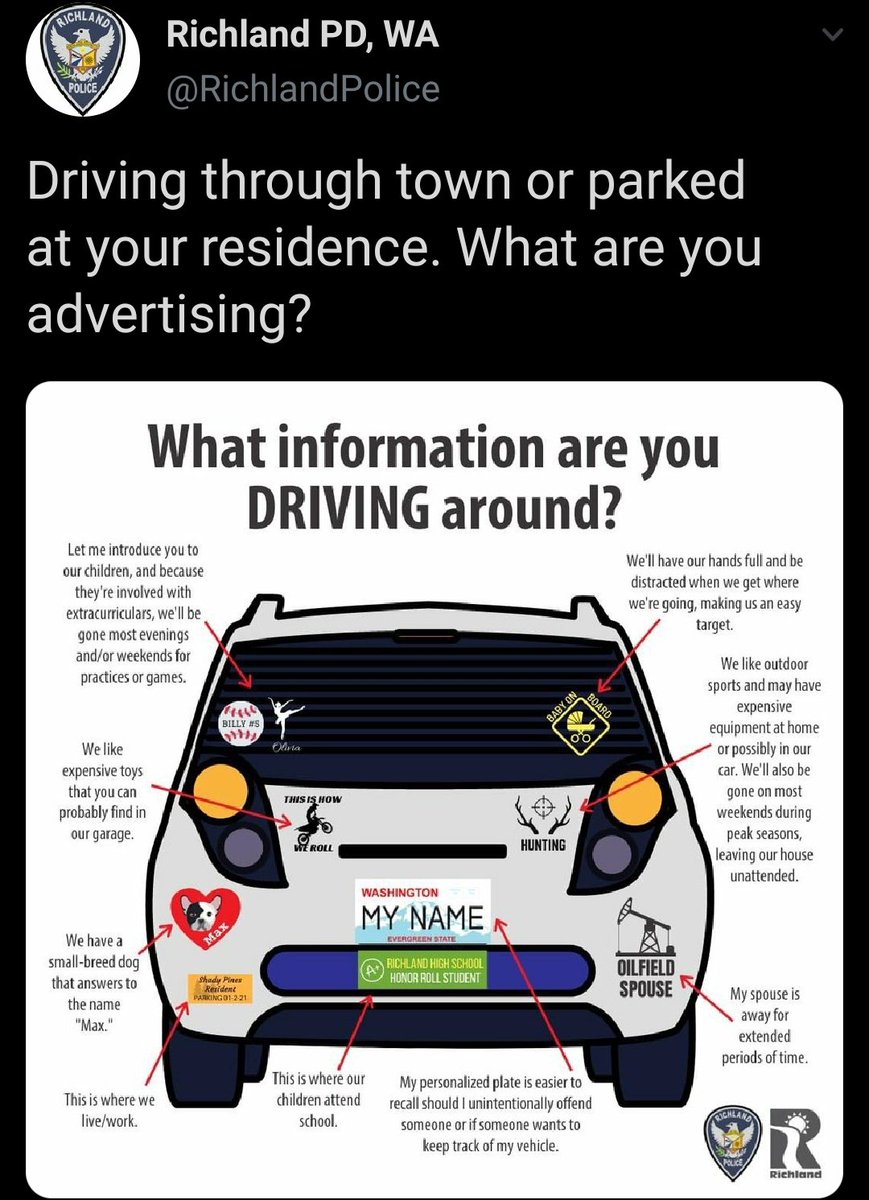 RICHLAND
POLICE
Richland PD, WA
@RichlandPolice
Driving through town or parked
at your residence. What are you
advertising?
What information are you
DRIVING around?
Let me introduce you to
our children, and because
they're involved with
extracurriculars, we'll be
gone most evenings
and/or weekends for
practices or games.
We'll have our hands full and be
distracted when we get where
we're going, making us an easy
target.
We like outdoor
sports and may have
expensive
equipment at home
or possibly in our
car. We'll also be
gone on most
weekends during
peak seasons,
leaving our house
unattended.
BILLY #5
Olivia
BABY ON BOARD
We like
expensive toys
that you can
probably find in
our garage.
THIS IS HOW
WE ROLL
HUNTING
WASHINGTON
MY NAME
EVERGREEN STATE
A+
RICHLAND HIGH SCHOOL
HONOR ROLL STUDENT
Max
We have a
small-breed dog
that answers to
the name
"Max."
Shady Pines
Resident
PARKING 01-2-21
OILFIELD
SPOUSE
My spouse is
away for
extended
periods of time.
This is where we
live/work.
This is where our
children attend
school.
My personalized plate is easier to
recall should I unintentionally offend
someone or if someone wants to
keep track of my vehicle.
RICHLAND
POLICE
R
Richland